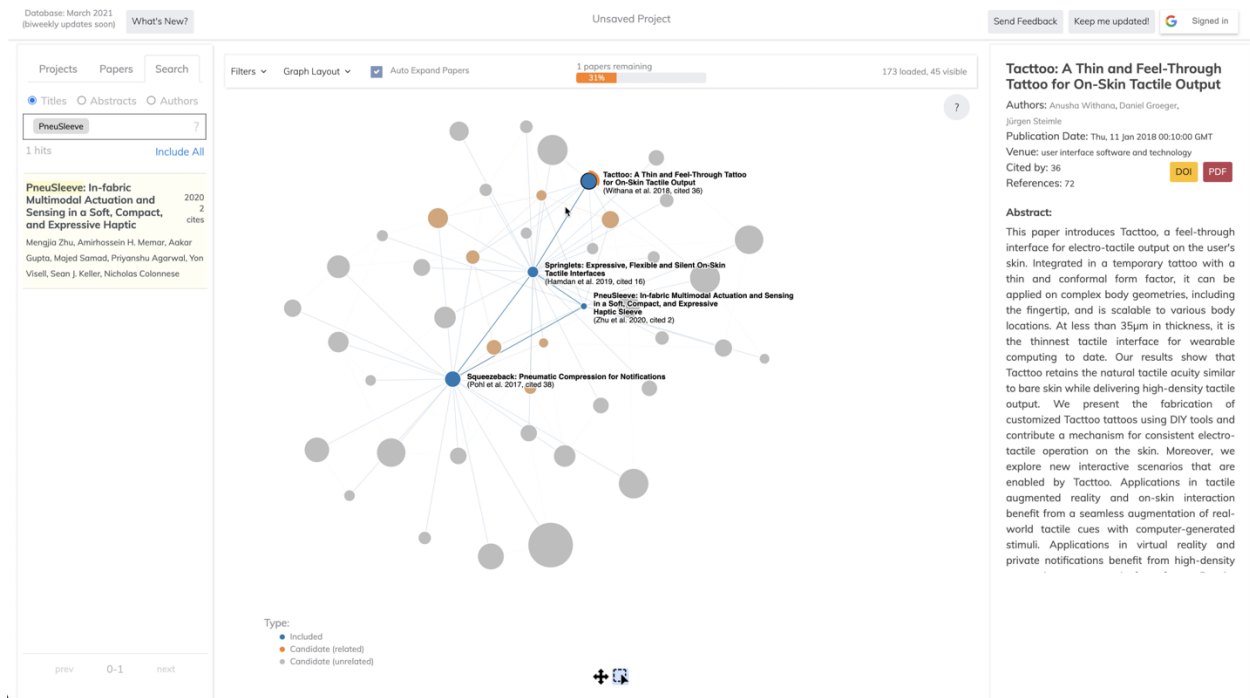 Database: March 2021
(biweekly updates soon)
What's New?
Unsaved Project
Send Feedback
Keep me updated!
Signed in
Projects
Papers
Search
Titles
Abstracts
Authors
PneuSleeve
?
1 hits
Include All
PneuSleeve: In-fabric
Multimodal Actuation and
Sensing in a Soft, Compact,
and Expressive Haptic
2020
2
cites
Mengjia Zhu, Amirhossein H. Memar, Aakar
Gupta, Majed Samad, Priyanshu Agarwal, Yon
Visell, Sean J. Keller, Nicholas Colonnese
prev
0-1
next
Filters
Graph Layout
Auto Expand Papers
1 papers remaining
31%
173 loaded, 45 visible
?
Tacttoo: A Thin and Feel-Through Tattoo
for On-Skin Tactile Output
(Withana et al. 2018, cited 36)
Springlets: Expressive, Flexible and Silent On-Skin
Tactile Interfaces
(Hamdan et al. 2019, cited 16)
PneuSleeve: In-fabric Multimodal Actuation and Sensing
in a Soft, Compact, and Expressive
Haptic Sleeve
(Zhu et al. 2020, cited 2)
Squeezeback: Pneumatic Compression for Notifications
(Pohl et al. 2017, cited 38)
Type:
Included
Candidate (related)
Candidate (unrelated)
Tacttoo: A Thin and Feel-Through
Tattoo for On-Skin Tactile Output
Authors: Anusha Withana, Daniel Groeger,
Jürgen Steimle
Publication Date: Thu, 11 Jan 2018 00:10:00 GMT
Venue: user interface software and technology
Cited by: 36
References: 72
DOI
PDF
Abstract:
This paper introduces Tacttoo, a feel-through
interface for electro-tactile output on the user's
skin. Integrated in a temporary tattoo with a
thin and conformal form factor, it can be
applied on complex body geometries, including
the fingertip, and is scalable to various body
locations. At less than 35µm in thickness, it is
the thinnest tactile interface for wearable
computing to date. Our results show that
Tacttoo retains the natural tactile acuity similar
to bare skin while delivering high-density tactile
output. We present the fabrication of
customized Tacttoo tattoos using DIY tools and
contribute a mechanism for consistent electro-
tactile operation on the skin. Moreover, we
explore new interactive scenarios that are
enabled by Tacttoo. Applications in tactile
augmented reality and on-skin interaction
benefit from a seamless augmentation of real-
world tactile cues with computer-generated
stimuli. Applications in virtual reality and
private notifications benefit from high-density